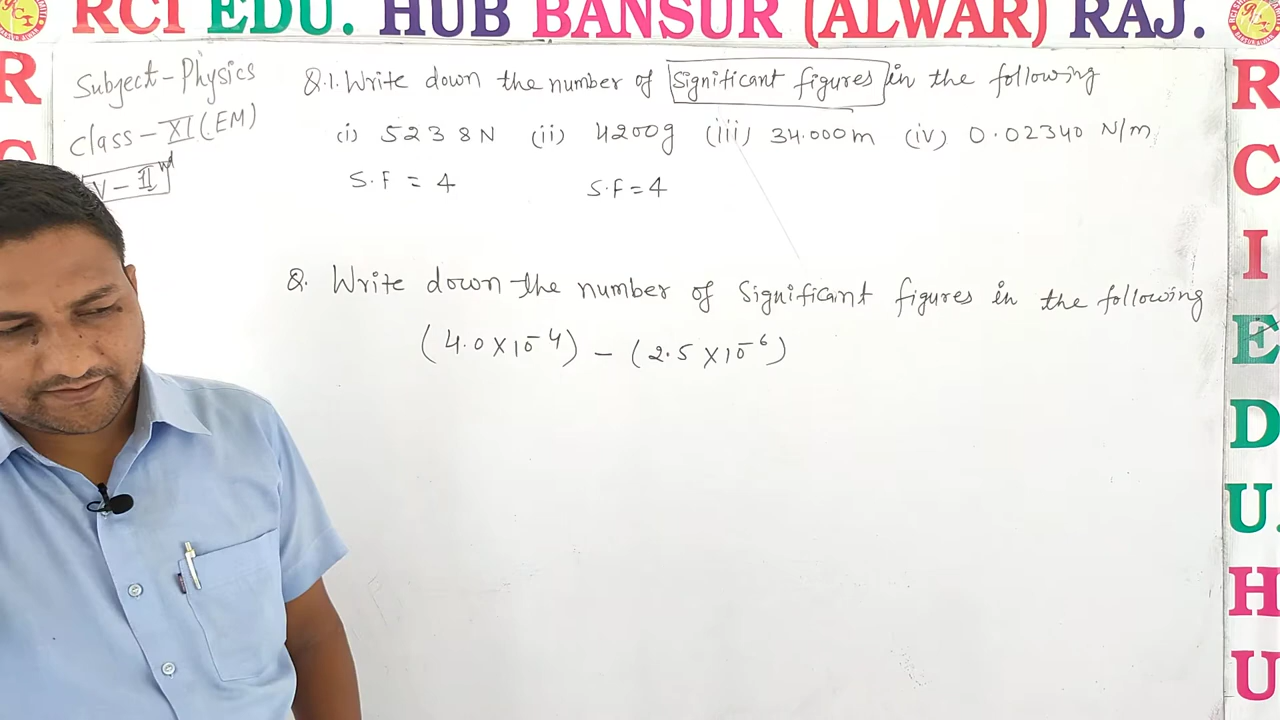 RCI EDU. HUB BANSUR (ALWAR) RAJ.
Subject - Physics
Class - XI (EM)
V - II
Q.1. Write down the number of Significant figures in the following
(i) 5238N (ii) 4200g (iii) 34.000m (iv) 0.02340 N/m
S.F = 4 S.F = 4
Q. Write down the number of Significant figures in the following
(4.0 × 10⁻⁴) – (2.5 × 10⁻⁶)
R
C
R
C
I
E
D
U.
H
U